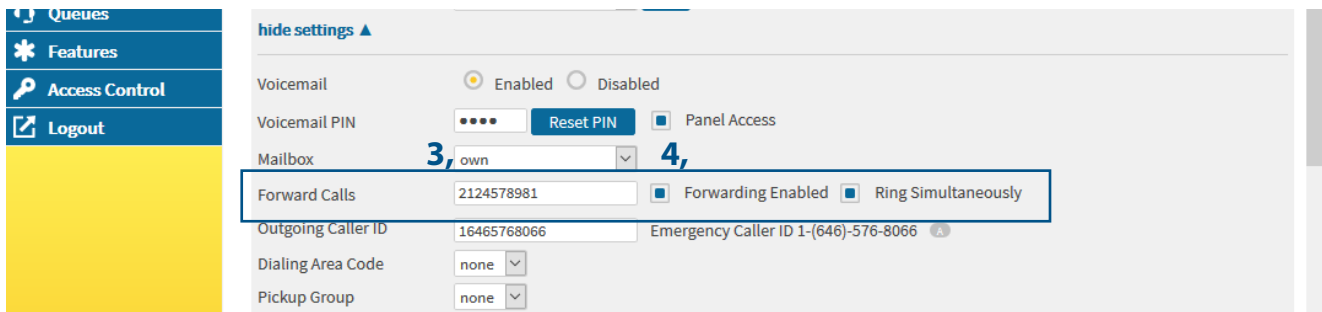 Queues
Features
Access Control
Logout
hide settings ▲
Voicemail Enabled Disabled
Voicemail PIN •••• Reset PIN Panel Access
Mailbox 3, own 4,
Forward Calls 2124578981 Forwarding Enabled Ring Simultaneously
Outgoing Caller ID 16465768066 Emergency Caller ID 1-(646)-576-8066 A
Dialing Area Code none
Pickup Group none